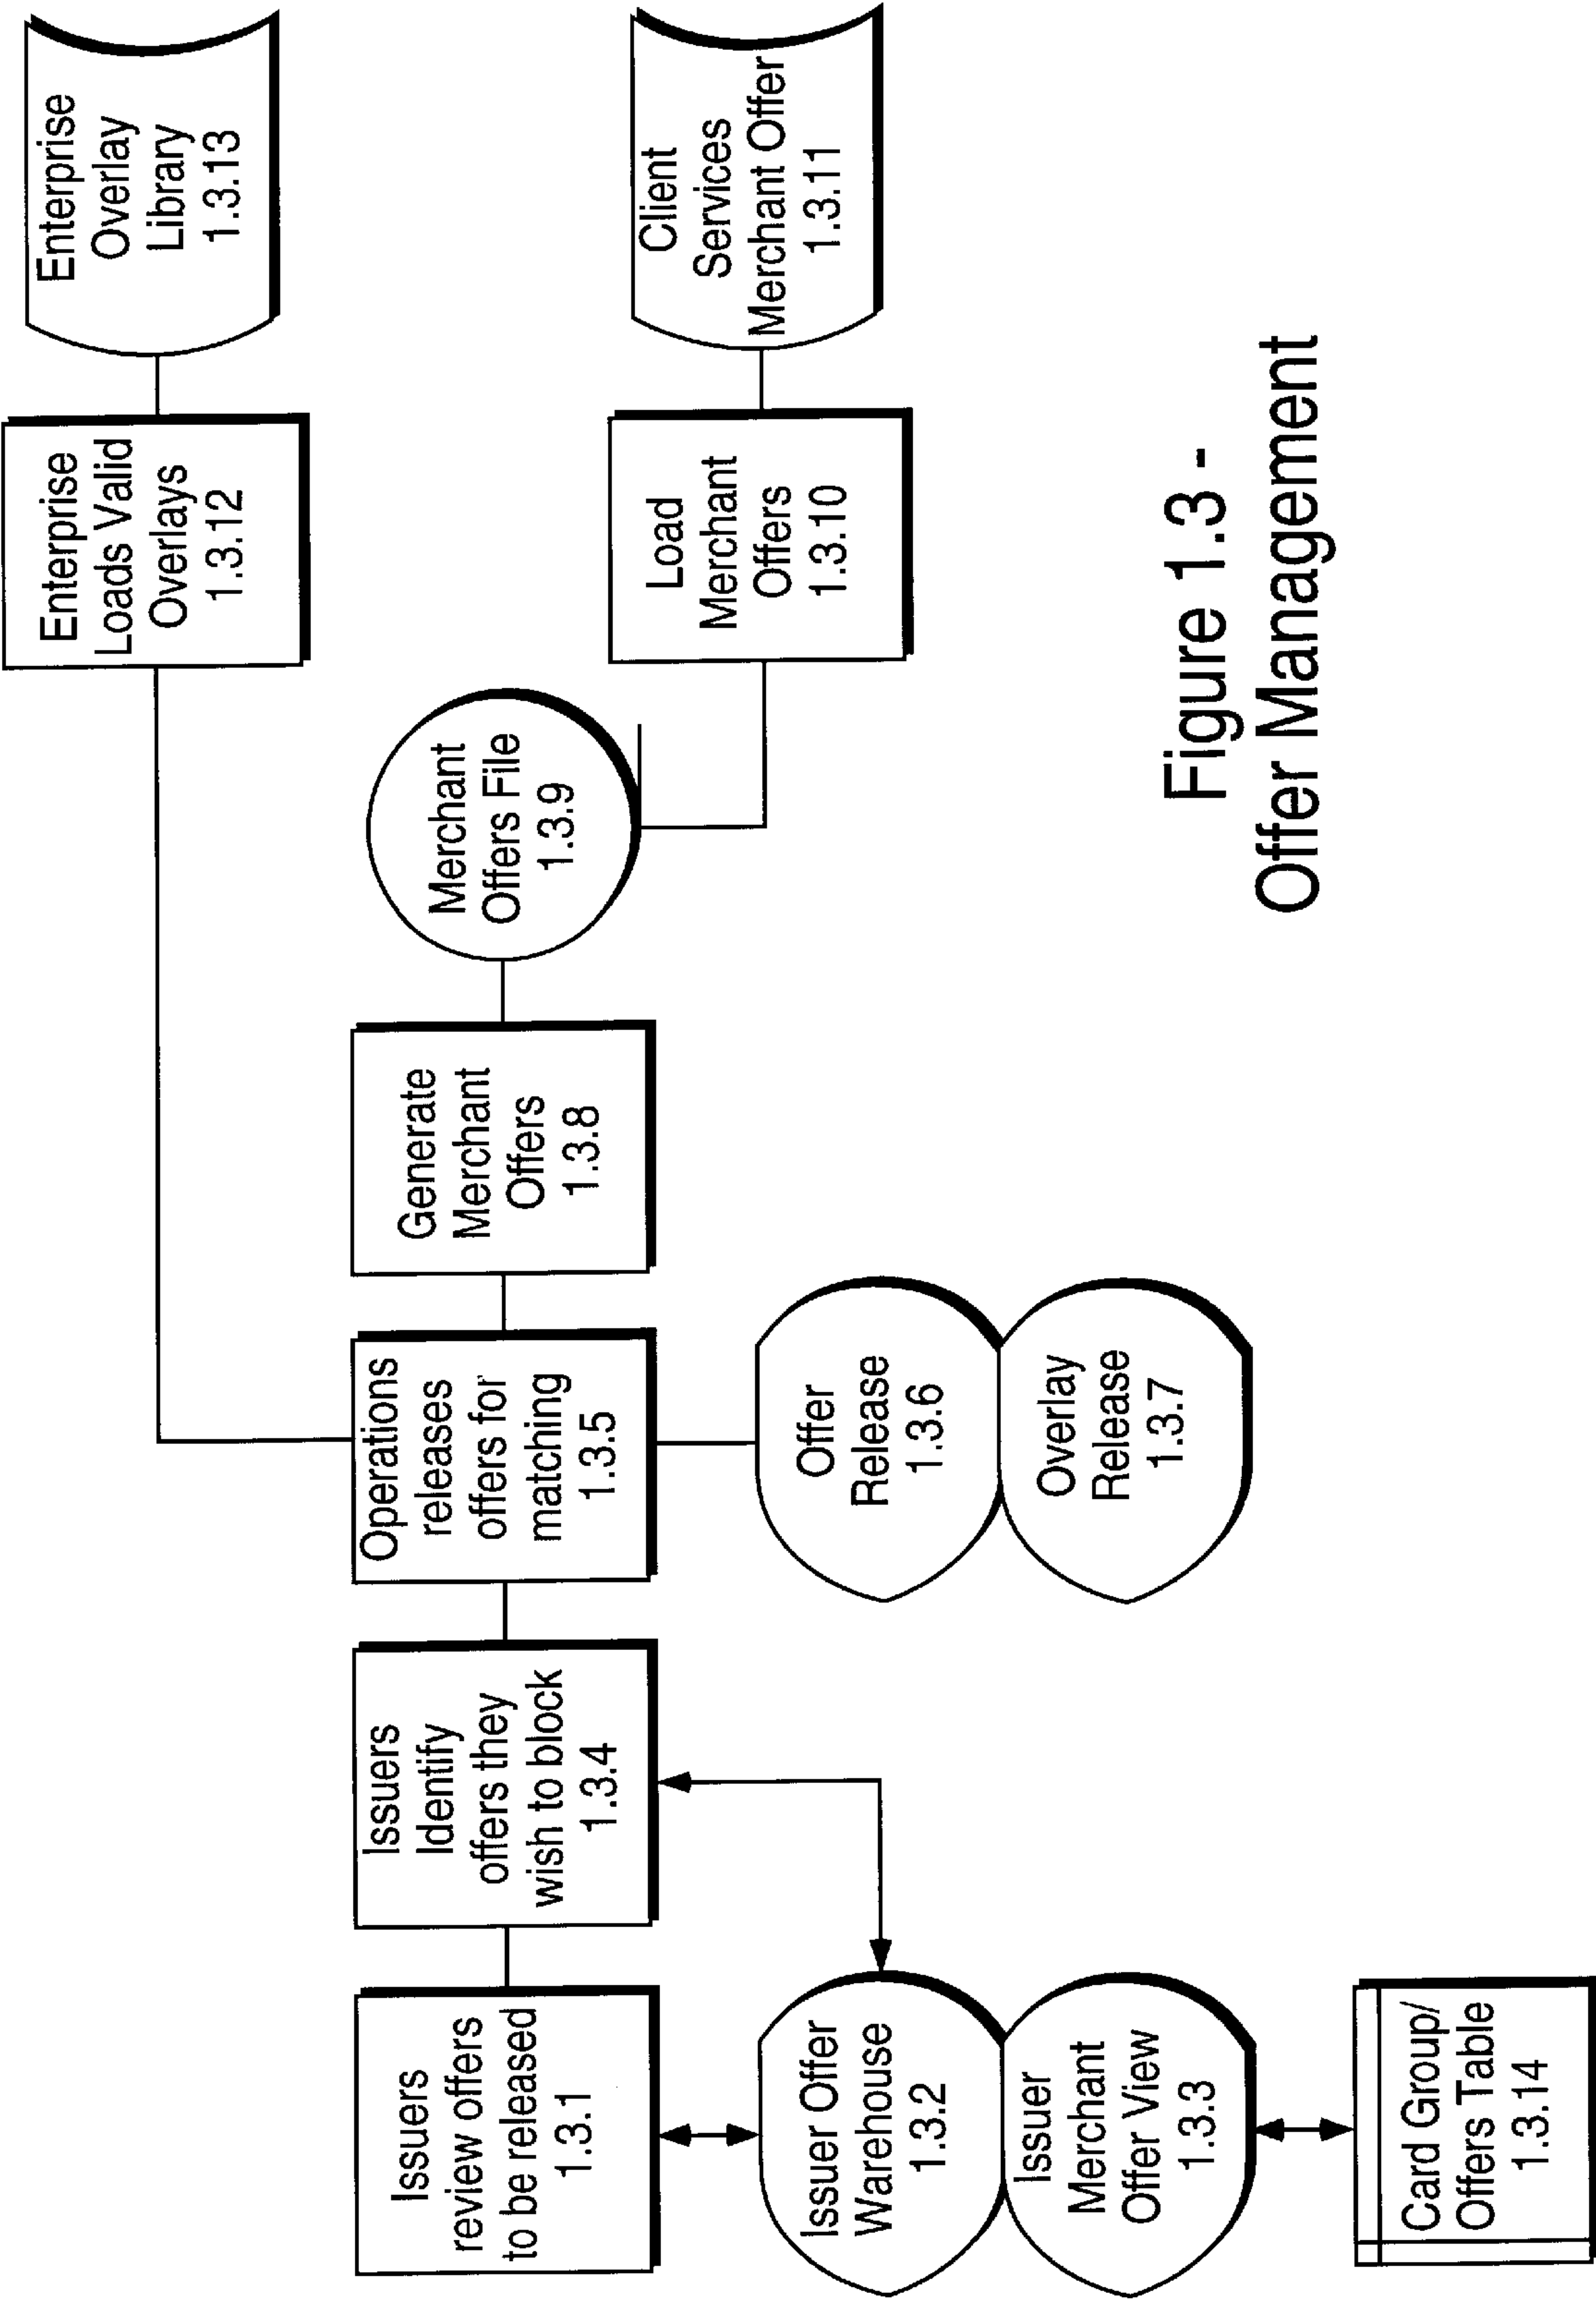 Enterprise
Overlay
Library
1.3.13
Enterprise
Loads Valid
Overlays
1.3.12
Issuers
review offers
to be released
1.3.1
Issuers
Identify
offers they
wish to block
1.3.4
Operations
releases
offers for
matching
1.3.5
Generate
Merchant
Offers
1.3.8
Merchant
Offers File
1.3.9
Load
Merchant
Offers
1.3.10
Client
Services
Merchant Offer
1.3.11
Issuer Offer
Warehouse
1.3.2
Issuer
Merchant
Offer View
1.3.3
Offer
Release
1.3.6
Overlay
Release
1.3.7
Card Group/
Offers Table
1.3.14
Figure 1.3 -
Offer Management